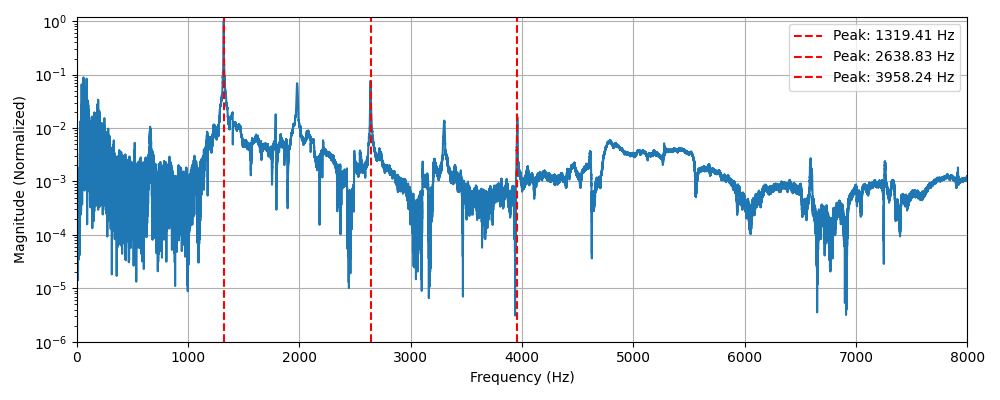 10⁰
10⁻¹
10⁻²
10⁻³
10⁻⁴
10⁻⁵
10⁻⁶
Magnitude (Normalized)
Peak: 1319.41 Hz
Peak: 2638.83 Hz
Peak: 3958.24 Hz
0 1000 2000 3000 4000 5000 6000 7000 8000
Frequency (Hz)